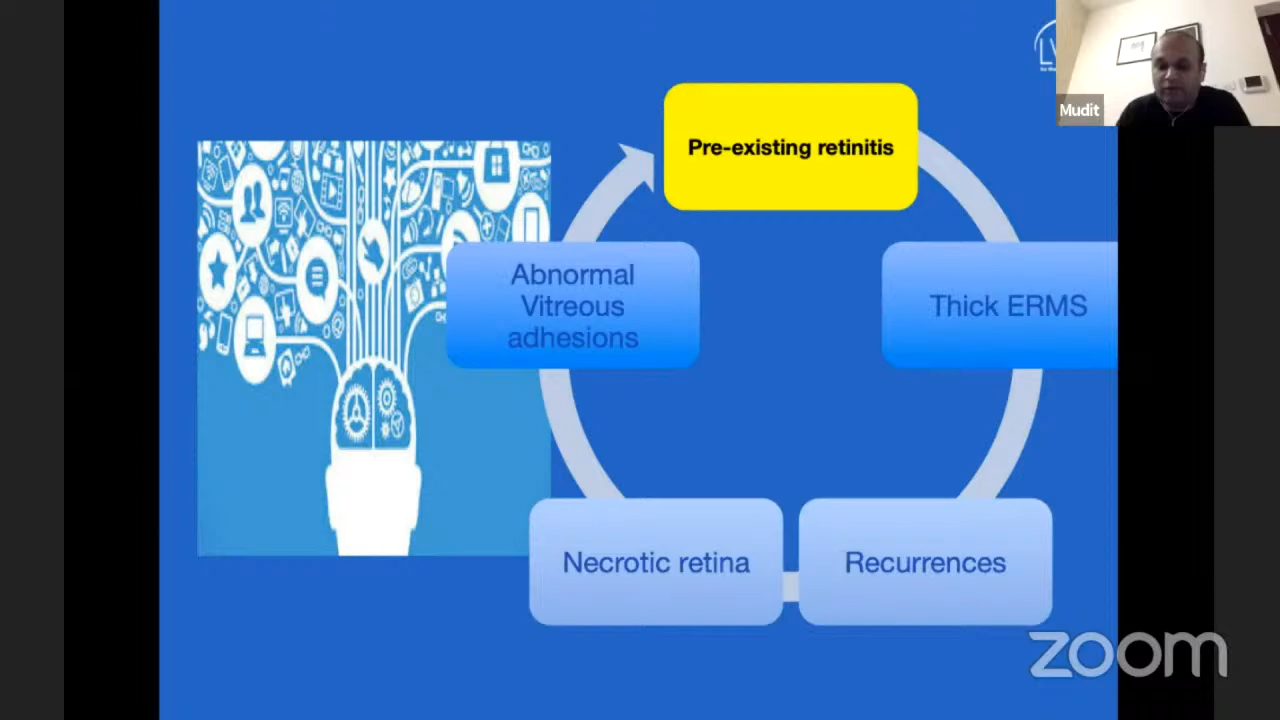 Pre-existing retinitis
Mudit
Abnormal
Vitreous
adhesions
Thick ERMS
Necrotic retina
Recurrences
zoom